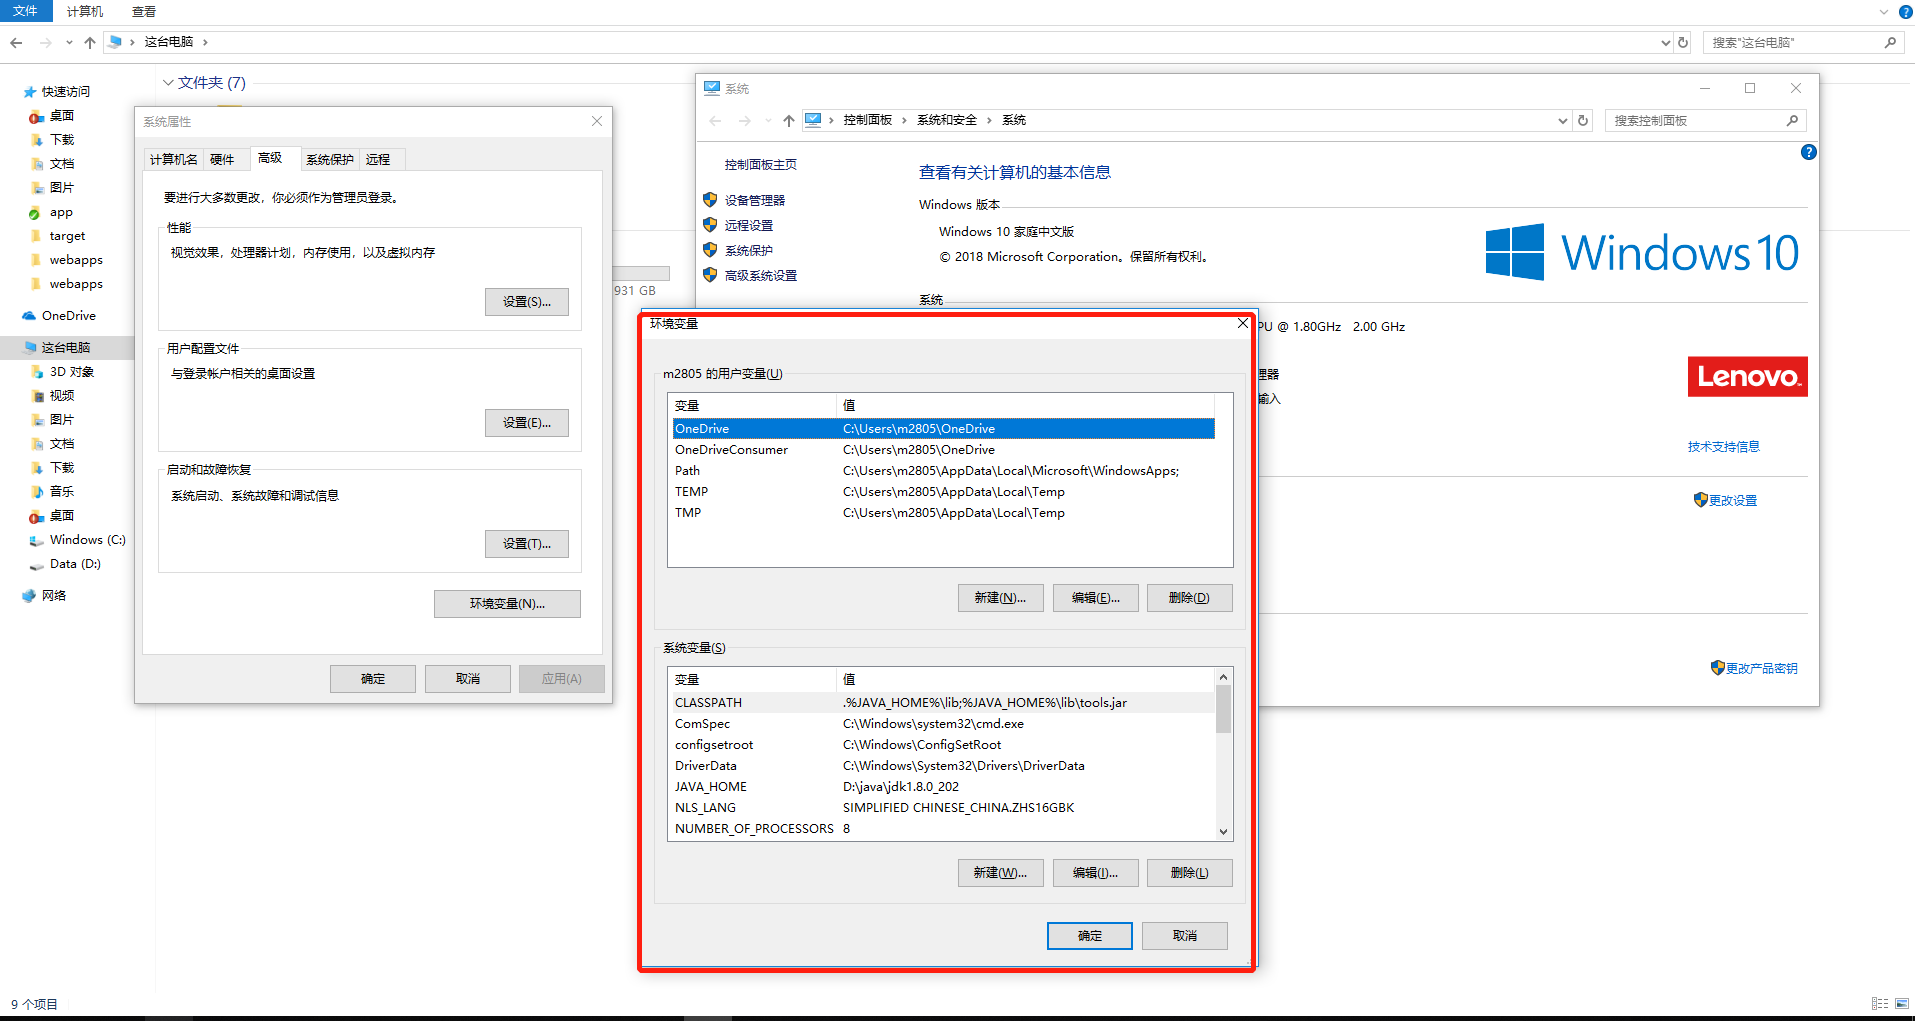 文件 计算机 查看
这台电脑
搜索"这台电脑"
快速访问
桌面
下载
文档
图片
app
target
webapps
webapps
OneDrive
这台电脑
3D 对象
视频
图片
文档
下载
音乐
桌面
Windows (C:)
Data (D:)
网络
9 个项目
文件夹 (7)
931 GB
系统属性
计算机名 硬件 高级 系统保护 远程
要进行大多数更改，你必须作为管理员登录。
性能
视觉效果，处理器计划，内存使用，以及虚拟内存
设置(S)...
用户配置文件
与登录帐户相关的桌面设置
设置(E)...
启动和故障恢复
系统启动、系统故障和调试信息
设置(T)...
环境变量(N)...
确定 取消 应用(A)
系统
控制面板 系统和安全 系统
搜索控制面板
控制面板主页
设备管理器
远程设置
系统保护
高级系统设置
查看有关计算机的基本信息
Windows 版本
Windows 10 家庭中文版
© 2018 Microsoft Corporation。保留所有权利。
Windows 10
系统
PU @ 1.80GHz 2.00 GHz
理器
输入
Lenovo
技术支持信息
更改设置
更改产品密钥
环境变量
m2805 的用户变量(U)
变量 值
OneDrive C:\Users\m2805\OneDrive
OneDriveConsumer C:\Users\m2805\OneDrive
Path C:\Users\m2805\AppData\Local\Microsoft\WindowsApps;
TEMP C:\Users\m2805\AppData\Local\Temp
TMP C:\Users\m2805\AppData\Local\Temp
新建(N)... 编辑(E)... 删除(D)
系统变量(S)
变量 值
CLASSPATH .%JAVA_HOME%\lib;%JAVA_HOME%\lib\tools.jar
ComSpec C:\Windows\system32\cmd.exe
configsetroot C:\Windows\ConfigSetRoot
DriverData C:\Windows\System32\Drivers\DriverData
JAVA_HOME D:\java\jdk1.8.0_202
NLS_LANG SIMPLIFIED CHINESE_CHINA.ZHS16GBK
NUMBER_OF_PROCESSORS 8
新建(W)... 编辑(I)... 删除(L)
确定 取消